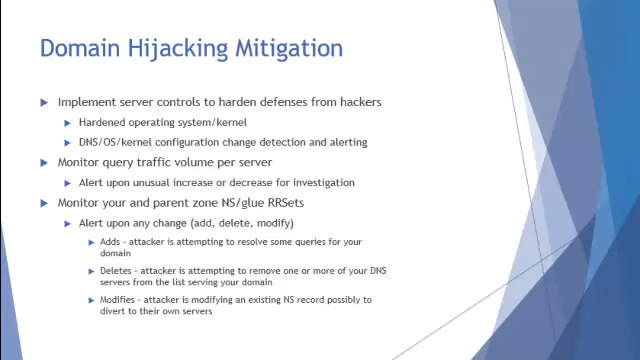 Domain Hijacking Mitigation
Implement server controls to harden defenses from hackers
Hardened operating system/kernel
DNS/OS/kernel configuration change detection and alerting
Monitor query traffic volume per server
Alert upon unusual increase or decrease for investigation
Monitor your and parent zone NS/glue RRSets
Alert upon any change (add, delete, modify)
Adds – attacker is attempting to resolve some queries for your
domain
Deletes – attacker is attempting to remove one or more of your DNS
servers from the list serving your domain
Modifies – attacker is modifying an existing NS record possibly to
divert to their own servers